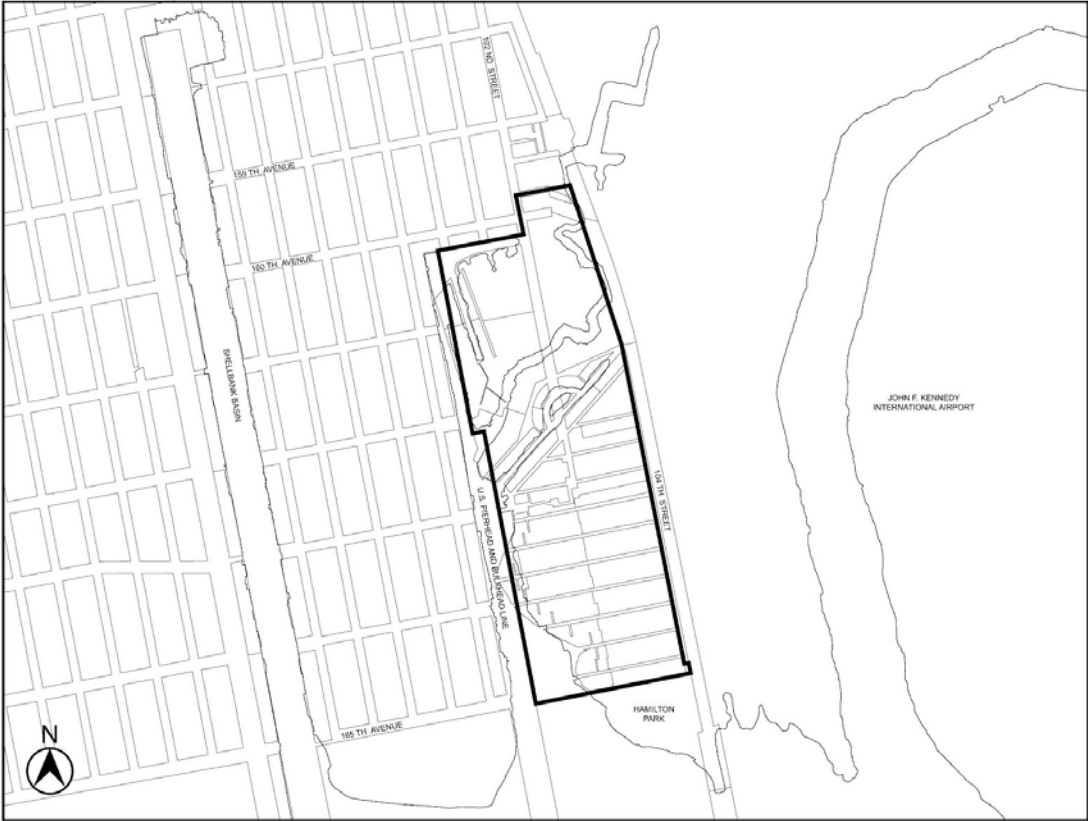 102 ND STREET
159 TH AVENUE
160 TH AVENUE
SHELLBANK BASIN
JOHN F. KENNEDY
INTERNATIONAL AIRPORT
104 TH STREET
U.S. PIERHEAD AND BULKHEAD LINE
HAMILTON
PARK
165 TH AVENUE
N